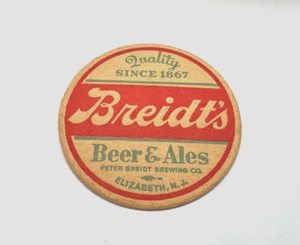 Quality
SINCE 1867
Breidt's
Beer & Ales
PETER BREIDT BREWING CO.
ELIZABETH, N.J.